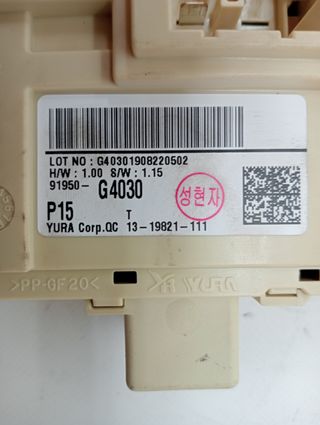 LOT NO : G40301908220502
H/W : 1.00 S/W : 1.15
91950- G4030
성현자
P15 T
YURA Corp.QC 13-19821-111
>PP-GF20< YURA